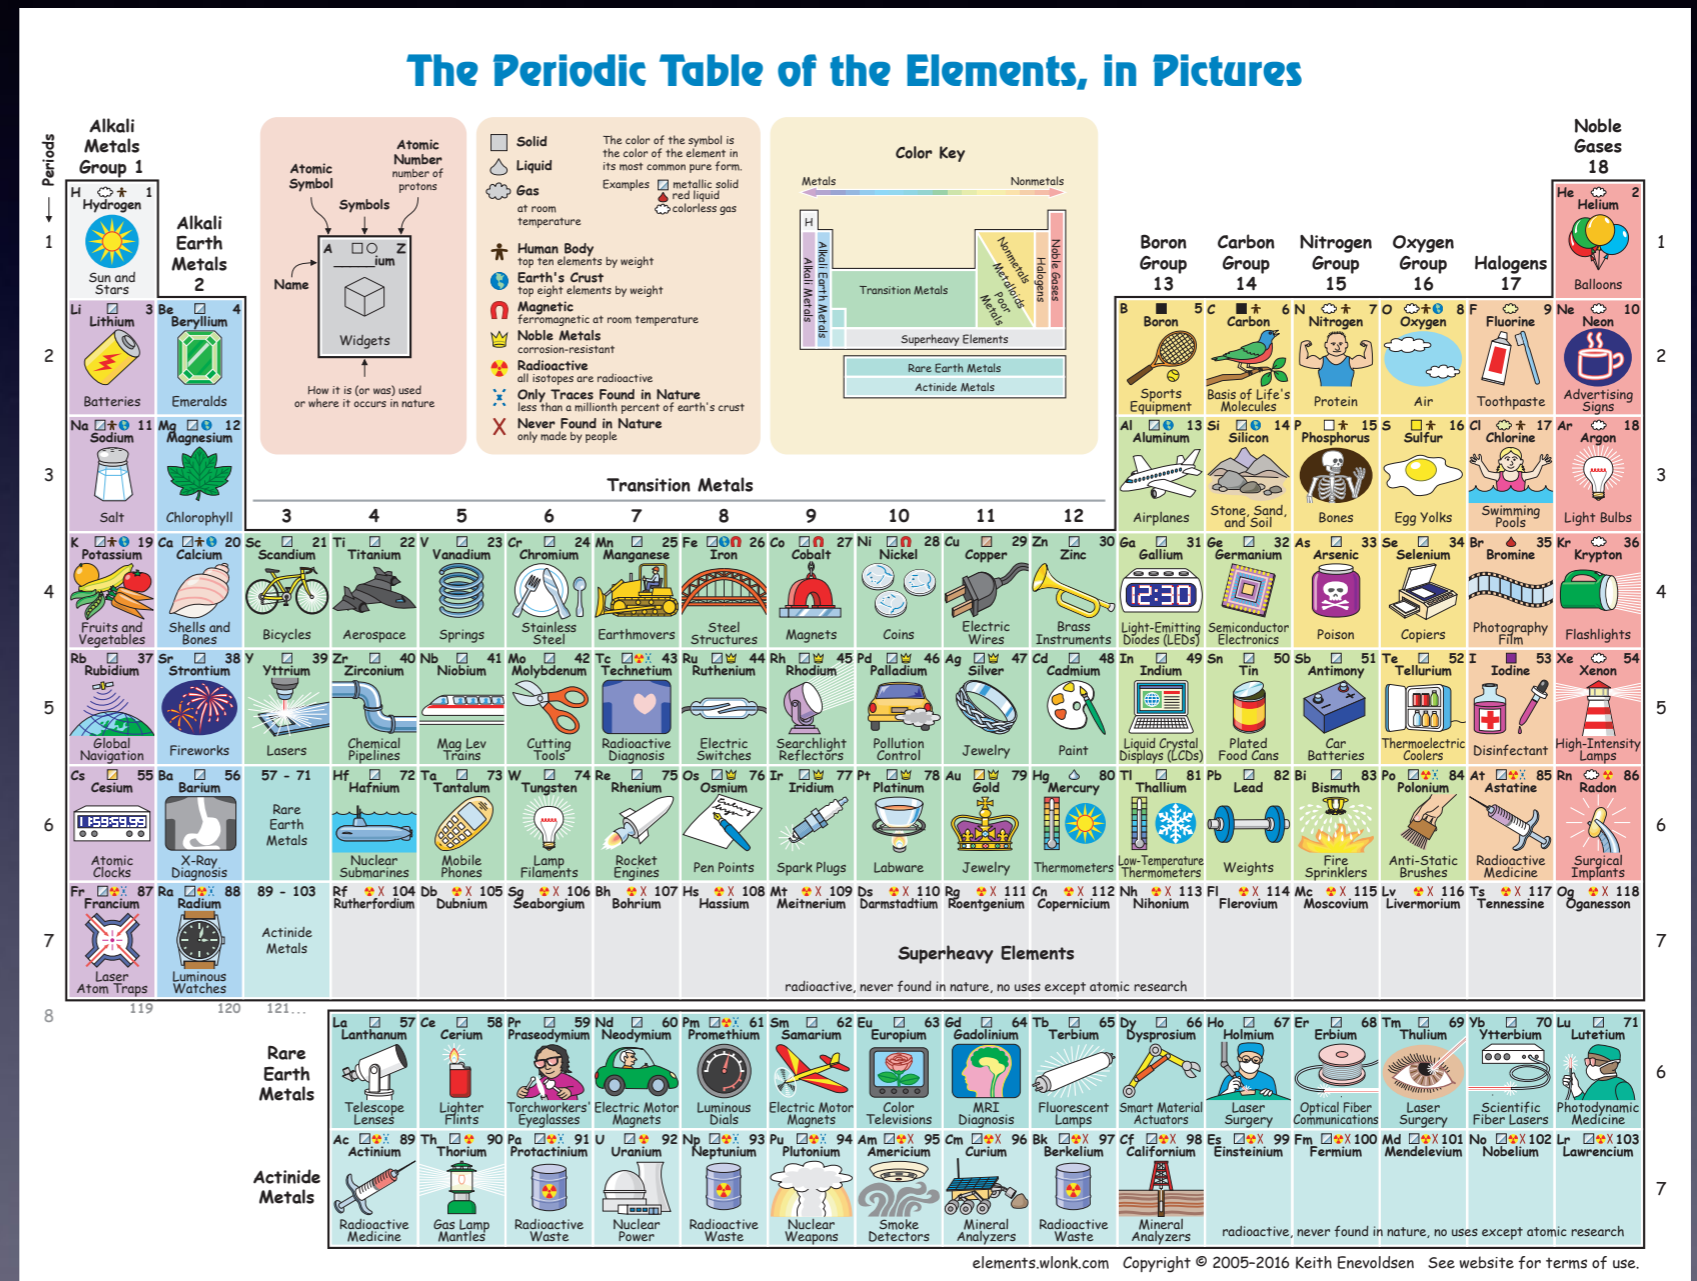 The Periodic Table of the Elements, in Pictures
Periods
Alkali
Metals
Group 1
Alkali
Earth
Metals
2
Atomic
Symbol
Atomic
Number
number of
protons
Symbols
A Z
____ium
Name
Widgets
How it is (or was) used
or where it occurs in nature
Solid
Liquid
Gas
at room
temperature
The color of the symbol is
the color of the element in
its most common pure form.
Examples metallic solid
red liquid
colorless gas
Human Body
top ten elements by weight
Earth's Crust
top eight elements by weight
Magnetic
ferromagnetic at room temperature
Noble Metals
corrosion-resistant
Radioactive
all isotopes are radioactive
Only Traces Found in Nature
less than a millionth percent of earth's crust
Never Found in Nature
only made by people
Color Key
Metals Nonmetals
H
Alkali Metals
Alkali Earth Metals
Transition Metals
Nonmetals
Metalloids
Poor Metals
Halogens
Noble Gases
Superheavy Elements
Rare Earth Metals
Actinide Metals
Boron
Group
13
Carbon
Group
14
Nitrogen
Group
15
Oxygen
Group
16
Halogens
17
Noble
Gases
18
1
H 1
Hydrogen
Sun and
Stars
He 2
Helium
Balloons
1
2
Li 3
Lithium
Batteries
Be 4
Beryllium
Emeralds
B 5
Boron
Sports
Equipment
C 6
Carbon
Basis of Life's
Molecules
N 7
Nitrogen
Protein
O 8
Oxygen
Air
F 9
Fluorine
Toothpaste
Ne 10
Neon
Advertising
Signs
2
3
Na 11
Sodium
Salt
Mg 12
Magnesium
Chlorophyll
Transition Metals
3 4 5 6 7 8 9 10 11 12
Al 13
Aluminum
Airplanes
Si 14
Silicon
Stone, Sand,
and Soil
P 15
Phosphorus
Bones
S 16
Sulfur
Egg Yolks
Cl 17
Chlorine
Swimming
Pools
Ar 18
Argon
Light Bulbs
3
4
K 19
Potassium
Fruits and
Vegetables
Ca 20
Calcium
Shells and
Bones
Sc 21
Scandium
Bicycles
Ti 22
Titanium
Aerospace
V 23
Vanadium
Springs
Cr 24
Chromium
Stainless
Steel
Mn 25
Manganese
Earthmovers
Fe 26
Iron
Steel
Structures
Co 27
Cobalt
Magnets
Ni 28
Nickel
Coins
Cu 29
Copper
Electric
Wires
Zn 30
Zinc
Brass
Instruments
Ga 31
Gallium
12:30
Light-Emitting
Diodes (LEDs)
Ge 32
Germanium
Semiconductor
Electronics
As 33
Arsenic
Poison
Se 34
Selenium
Copiers
Br 35
Bromine
Photography
Film
Kr 36
Krypton
Flashlights
4
5
Rb 37
Rubidium
Global
Navigation
Sr 38
Strontium
Fireworks
Y 39
Yttrium
Lasers
Zr 40
Zirconium
Chemical
Pipelines
Nb 41
Niobium
Mag Lev
Trains
Mo 42
Molybdenum
Cutting
Tools
Tc 43
Technetium
Radioactive
Diagnosis
Ru 44
Ruthenium
Electric
Switches
Rh 45
Rhodium
Searchlight
Reflectors
Pd 46
Palladium
Pollution
Control
Ag 47
Silver
Jewelry
Cd 48
Cadmium
Paint
In 49
Indium
Liquid Crystal
Displays (LCDs)
Sn 50
Tin
Plated
Food Cans
Sb 51
Antimony
Car
Batteries
Te 52
Tellurium
Thermoelectric
Coolers
I 53
Iodine
Disinfectant
Xe 54
Xenon
High-Intensity
Lamps
5
6
Cs 55
Cesium
11:59:59.99
Atomic
Clocks
Ba 56
Barium
X-Ray
Diagnosis
57 - 71
Rare
Earth
Metals
Hf 72
Hafnium
Nuclear
Submarines
Ta 73
Tantalum
Mobile
Phones
W 74
Tungsten
Lamp
Filaments
Re 75
Rhenium
Rocket
Engines
Os 76
Osmium
Pen Points
Ir 77
Iridium
Spark Plugs
Pt 78
Platinum
Labware
Au 79
Gold
Jewelry
Hg 80
Mercury
Thermometers
Tl 81
Thallium
Low-Temperature
Thermometers
Pb 82
Lead
Weights
Bi 83
Bismuth
Fire
Sprinklers
Po 84
Polonium
Anti-Static
Brushes
At 85
Astatine
Radioactive
Medicine
Rn 86
Radon
Surgical
Implants
6
7
Fr 87
Francium
Laser
Atom Traps
Ra 88
Radium
Luminous
Watches
89 - 103
Actinide
Metals
Rf 104
Rutherfordium
Db 105
Dubnium
Sg 106
Seaborgium
Bh 107
Bohrium
Hs 108
Hassium
Mt 109
Meitnerium
Ds 110
Darmstadtium
Rg 111
Roentgenium
Cn 112
Copernicium
Nh 113
Nihonium
Fl 114
Flerovium
Mc 115
Moscovium
Lv 116
Livermorium
Ts 117
Tennessine
Og 118
Oganesson
7
Superheavy Elements
radioactive, never found in nature, no uses except atomic research
8 119 120 121...
Rare
Earth
Metals
La 57
Lanthanum
Telescope
Lenses
Ce 58
Cerium
Lighter
Flints
Pr 59
Praseodymium
Torchworkers'
Eyeglasses
Nd 60
Neodymium
Electric Motor
Magnets
Pm 61
Promethium
Luminous
Dials
Sm 62
Samarium
Electric Motor
Magnets
Eu 63
Europium
Color
Televisions
Gd 64
Gadolinium
MRI
Diagnosis
Tb 65
Terbium
Fluorescent
Lamps
Dy 66
Dysprosium
Smart Material
Actuators
Ho 67
Holmium
Laser
Surgery
Er 68
Erbium
Optical Fiber
Communications
Tm 69
Thulium
Laser
Surgery
Yb 70
Ytterbium
Scientific
Fiber Lasers
Lu 71
Lutetium
Photodynamic
Medicine
6
Actinide
Metals
Ac 89
Actinium
Radioactive
Medicine
Th 90
Thorium
Gas Lamp
Mantles
Pa 91
Protactinium
Radioactive
Waste
U 92
Uranium
Nuclear
Power
Np 93
Neptunium
Radioactive
Waste
Pu 94
Plutonium
Nuclear
Weapons
Am 95
Americium
Smoke
Detectors
Cm 96
Curium
Mineral
Analyzers
Bk 97
Berkelium
Radioactive
Waste
Cf 98
Californium
Mineral
Analyzers
Es 99
Einsteinium
Fm 100
Fermium
Md 101
Mendelevium
No 102
Nobelium
Lr 103
Lawrencium
7
radioactive, never found in nature, no uses except atomic research
elements.wlonk.com Copyright © 2005-2016 Keith Enevoldsen See website for terms of use.